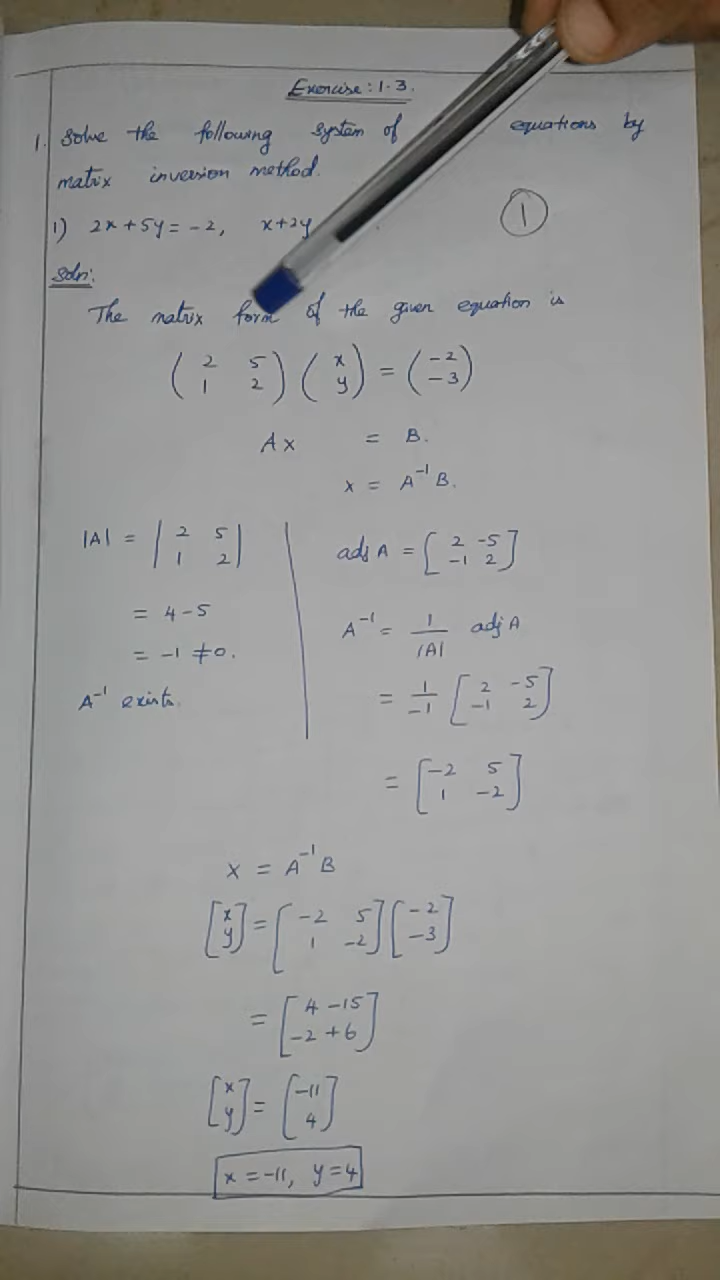 Exercise: 1.3.
1. Solve the following system of equations by
matrix inversion method.
1) 2x + 5y = -2, x + 2y
1
Soln:
The matrix form of the given equation is
( 2 5 ) ( x ) = ( -2 )
( 1 2 ) ( y ) ( -3 )
Ax = B.
x = A⁻¹ B.
|A| = | 2 5 |
| 1 2 |
= 4 - 5
= -1 ≠ 0.
A⁻¹ exists.
adj A = [ 2 -5 ]
[ -1 2 ]
A⁻¹ = 1/|A| adj A
= 1/-1 [ 2 -5 ]
[ -1 2 ]
= [ -2 5 ]
[ 1 -2 ]
x = A⁻¹ B
[ x ] = [ -2 5 ] [ -2 ]
[ y ] [ 1 -2 ] [ -3 ]
= [ 4 - 15 ]
[ -2 + 6 ]
[ x ] = [ -11 ]
[ y ] [ 4 ]
x = -11, y = 4